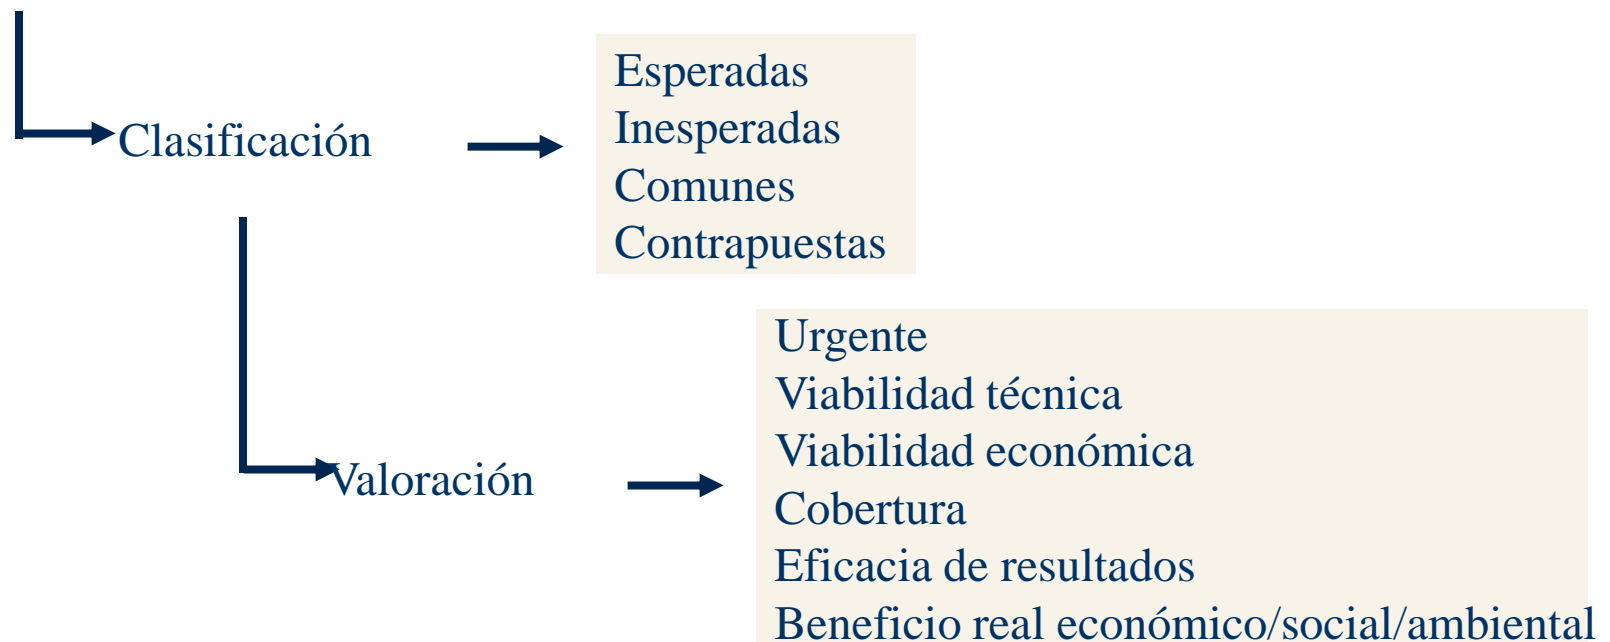 Clasificación
Esperadas
Inesperadas
Comunes
Contrapuestas
Valoración
Urgente
Viabilidad técnica
Viabilidad económica
Cobertura
Eficacia de resultados
Beneficio real económico/social/ambiental